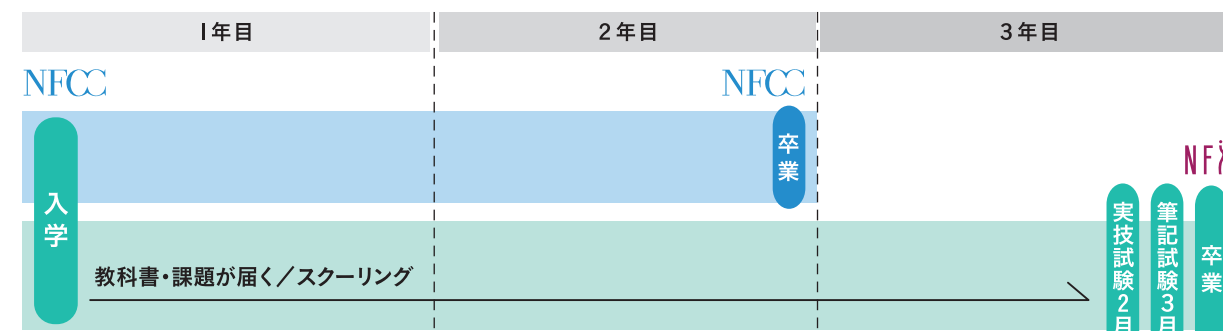 1年目
2年目
3年目
NFCC
NFCC
卒業
入学
教科書・課題が届く／スクーリング
実技試験2月
筆記試験3月
卒業